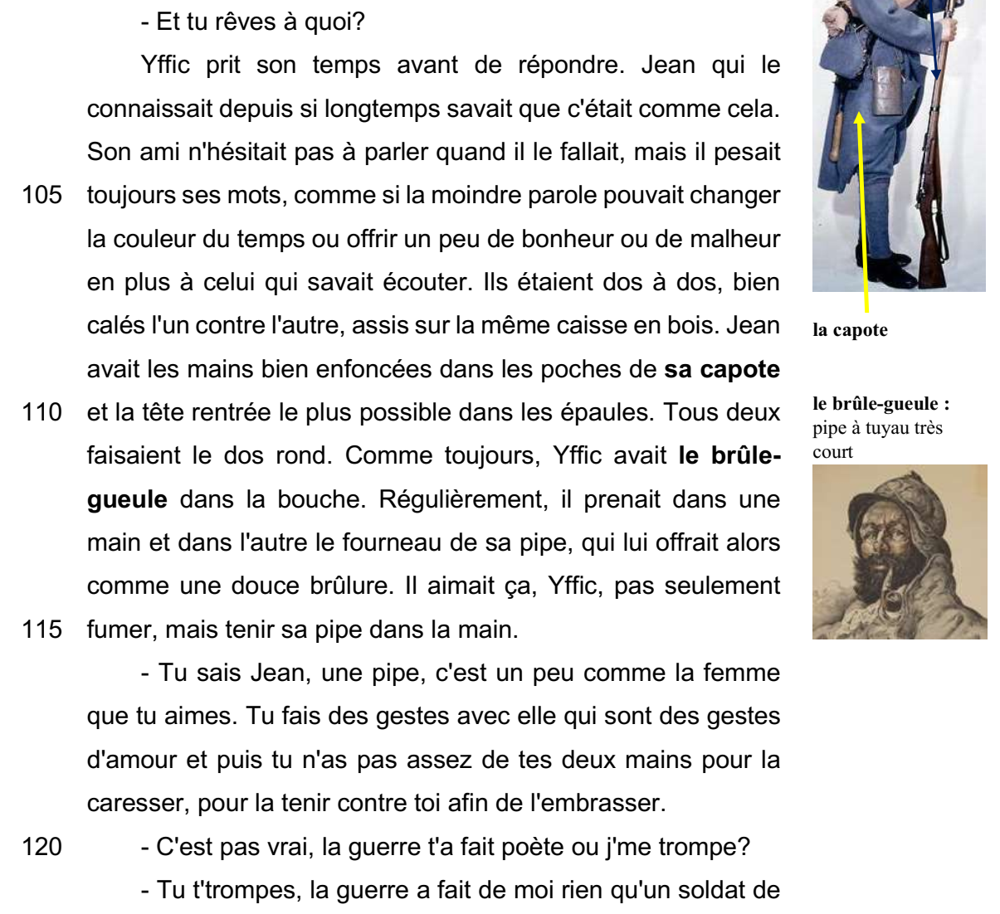 - Et tu rêves à quoi?
Yffic prit son temps avant de répondre. Jean qui le
connaissait depuis si longtemps savait que c'était comme cela.
Son ami n'hésitait pas à parler quand il le fallait, mais il pesait
105 toujours ses mots, comme si la moindre parole pouvait changer
la couleur du temps ou offrir un peu de bonheur ou de malheur
en plus à celui qui savait écouter. Ils étaient dos à dos, bien
calés l'un contre l'autre, assis sur la même caisse en bois. Jean
avait les mains bien enfoncées dans les poches de sa capote
110 et la tête rentrée le plus possible dans les épaules. Tous deux
faisaient le dos rond. Comme toujours, Yffic avait le brûle-
gueule dans la bouche. Régulièrement, il prenait dans une
main et dans l'autre le fourneau de sa pipe, qui lui offrait alors
comme une douce brûlure. Il aimait ça, Yffic, pas seulement
115 fumer, mais tenir sa pipe dans la main.
- Tu sais Jean, une pipe, c'est un peu comme la femme
que tu aimes. Tu fais des gestes avec elle qui sont des gestes
d'amour et puis tu n'as pas assez de tes deux mains pour la
caresser, pour la tenir contre toi afin de l'embrasser.
120 - C'est pas vrai, la guerre t'a fait poète ou j'me trompe?
- Tu t'trompes, la guerre a fait de moi rien qu'un soldat de
la capote
le brûle-gueule :
pipe à tuyau très
court